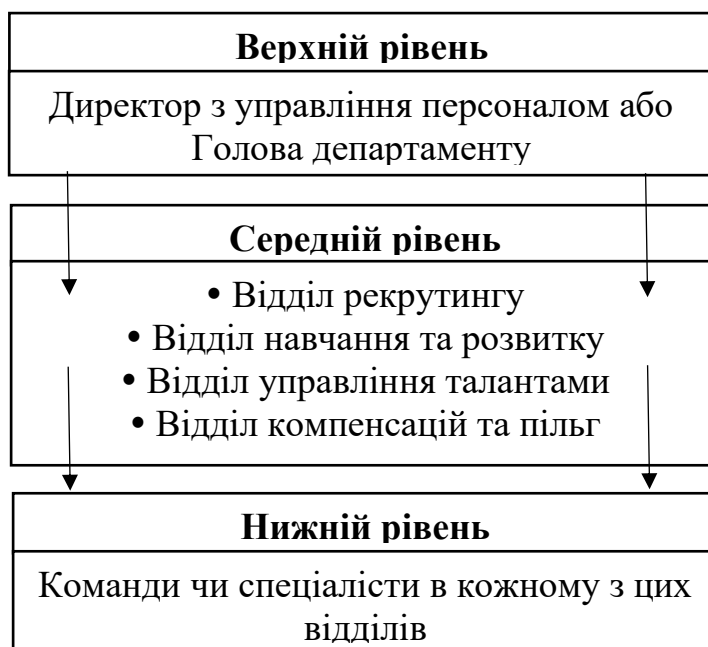 Верхній рівень
Директор з управління персоналом або
Голова департаменту
Середній рівень
• Відділ рекрутингу
• Відділ навчання та розвитку
• Відділ управління талантами
• Відділ компенсацій та пільг
Нижній рівень
Команди чи спеціалісти в кожному з цих
відділів